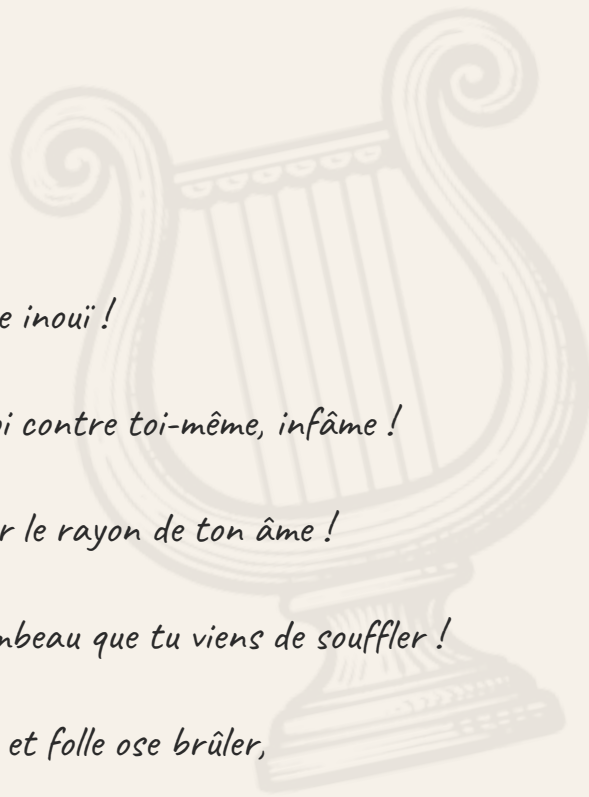 e inouï !
i contre toi-même, infâme !
r le rayon de ton âme !
mbeau que tu viens de souffler !
et folle ose brûler,